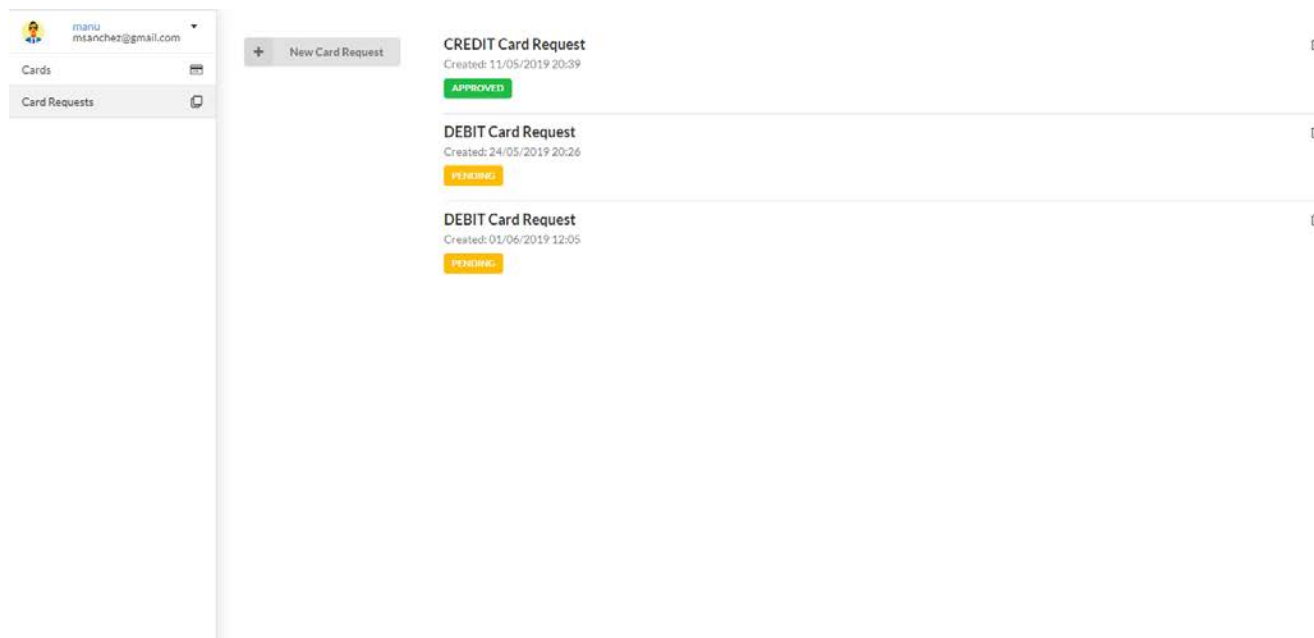 manu
msanchez@gmail.com
Cards
Card Requests
New Card Request
CREDIT Card Request
Created: 11/05/2019 20:39
APPROVED
DEBIT Card Request
Created: 24/05/2019 20:26
PENDING
DEBIT Card Request
Created: 01/06/2019 12:05
PENDING